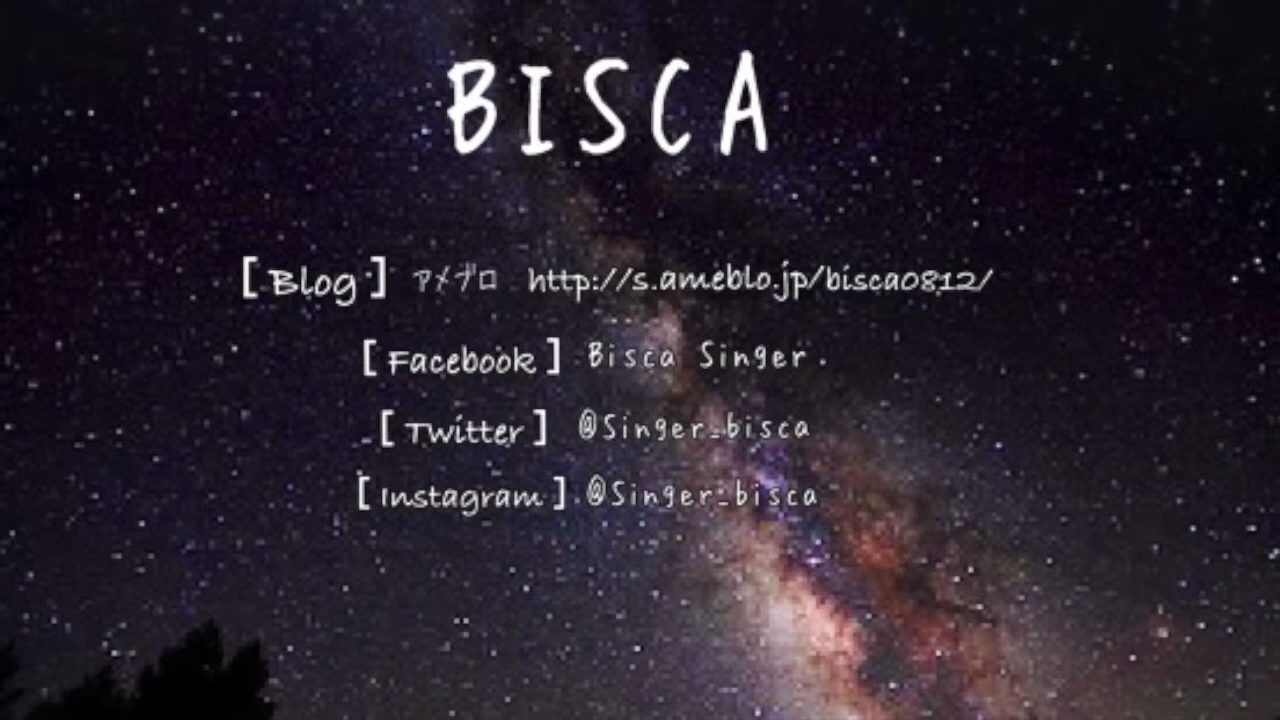 BISCA
[Blog] アメブロ http://s.ameblo.jp/bisca0812/
[Facebook] Bisca Singer
[Twitter] @Singer_bisca
[Instagram] @Singer_bisca